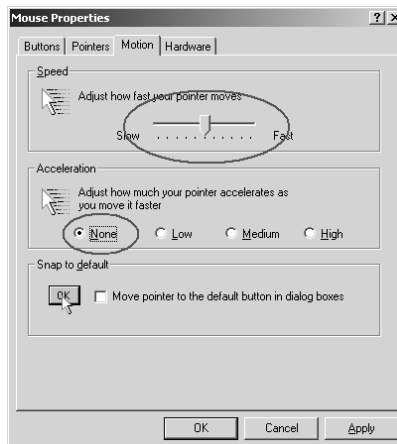 Mouse Properties
Buttons Pointers Motion Hardware
Speed
Adjust how fast your pointer moves
Slow Fast
Acceleration
Adjust how much your pointer accelerates as
you move it faster
None Low Medium High
Snap to default
OK Move pointer to the default button in dialog boxes
OK Cancel Apply